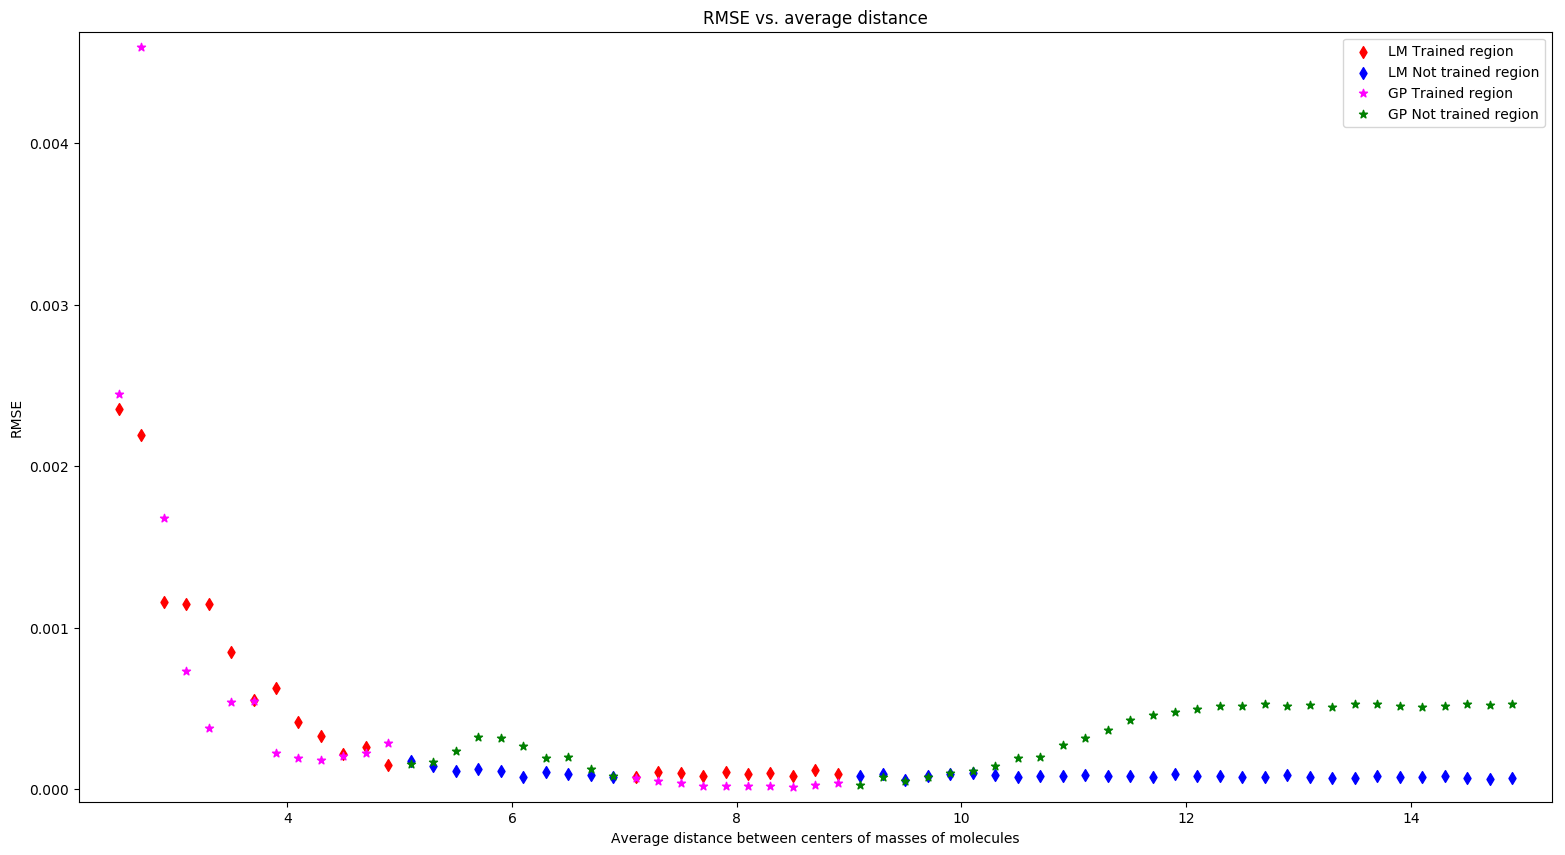 RMSE vs. average distance
LM Trained region
LM Not trained region
GP Trained region
GP Not trained region
0.004
0.003
0.002
0.001
0.000
RMSE
4 6 8 10 12 14
Average distance between centers of masses of molecules